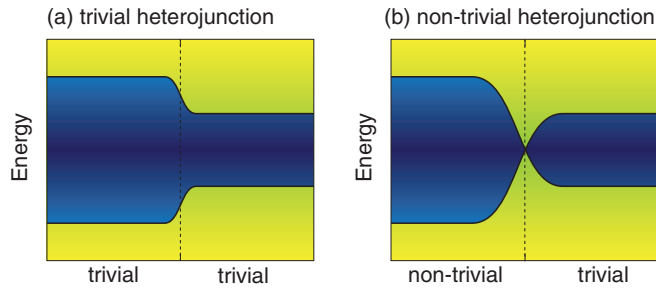 (a) trivial heterojunction
Energy
trivial trivial
(b) non-trivial heterojunction
Energy
non-trivial trivial